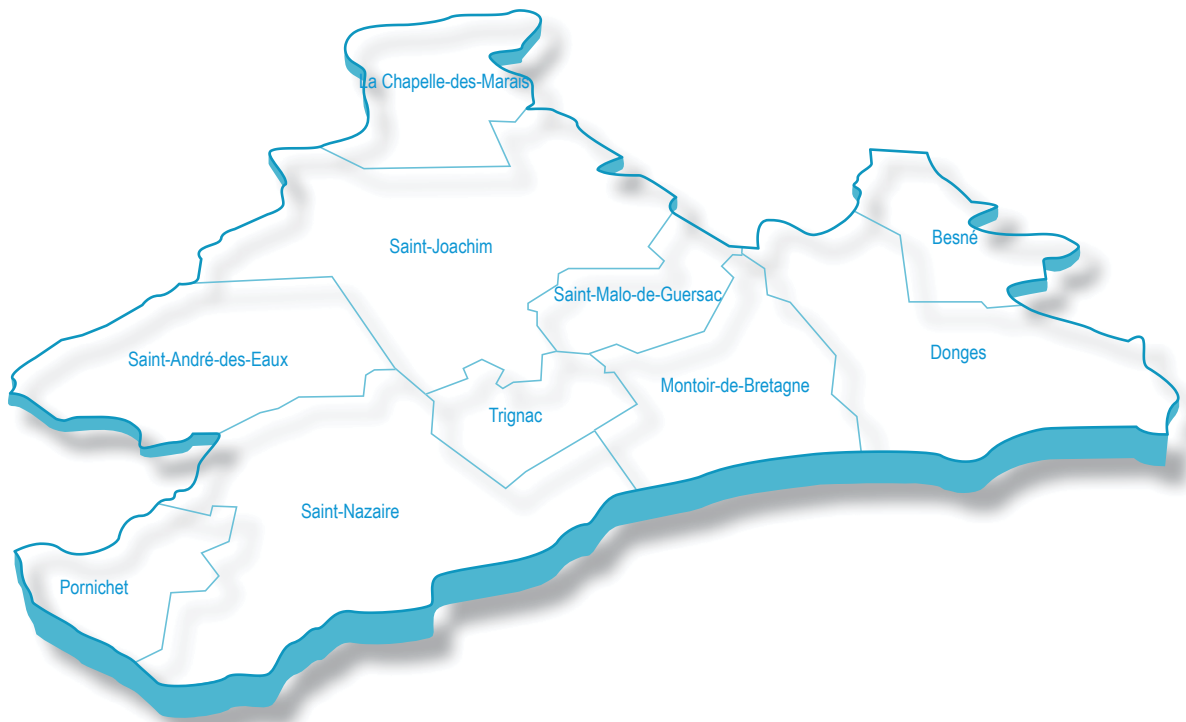 La Chapelle-des-Marais
Besné
Saint-Joachim
Saint-Malo-de-Guersac
Donges
Saint-André-des-Eaux
Montoir-de-Bretagne
Trignac
Saint-Nazaire
Pornichet